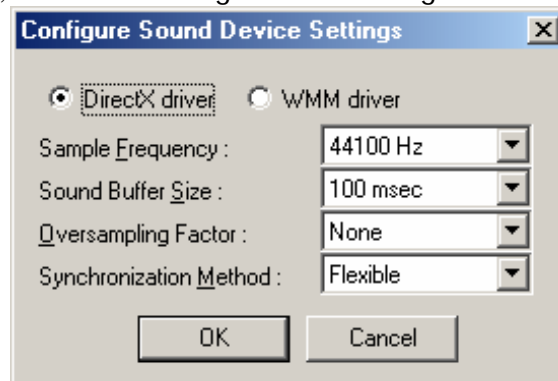 Configure Sound Device Settings
DirectX driver WMM driver
Sample Frequency : 44100 Hz
Sound Buffer Size : 100 msec
Oversampling Factor : None
Synchronization Method : Flexible
OK Cancel